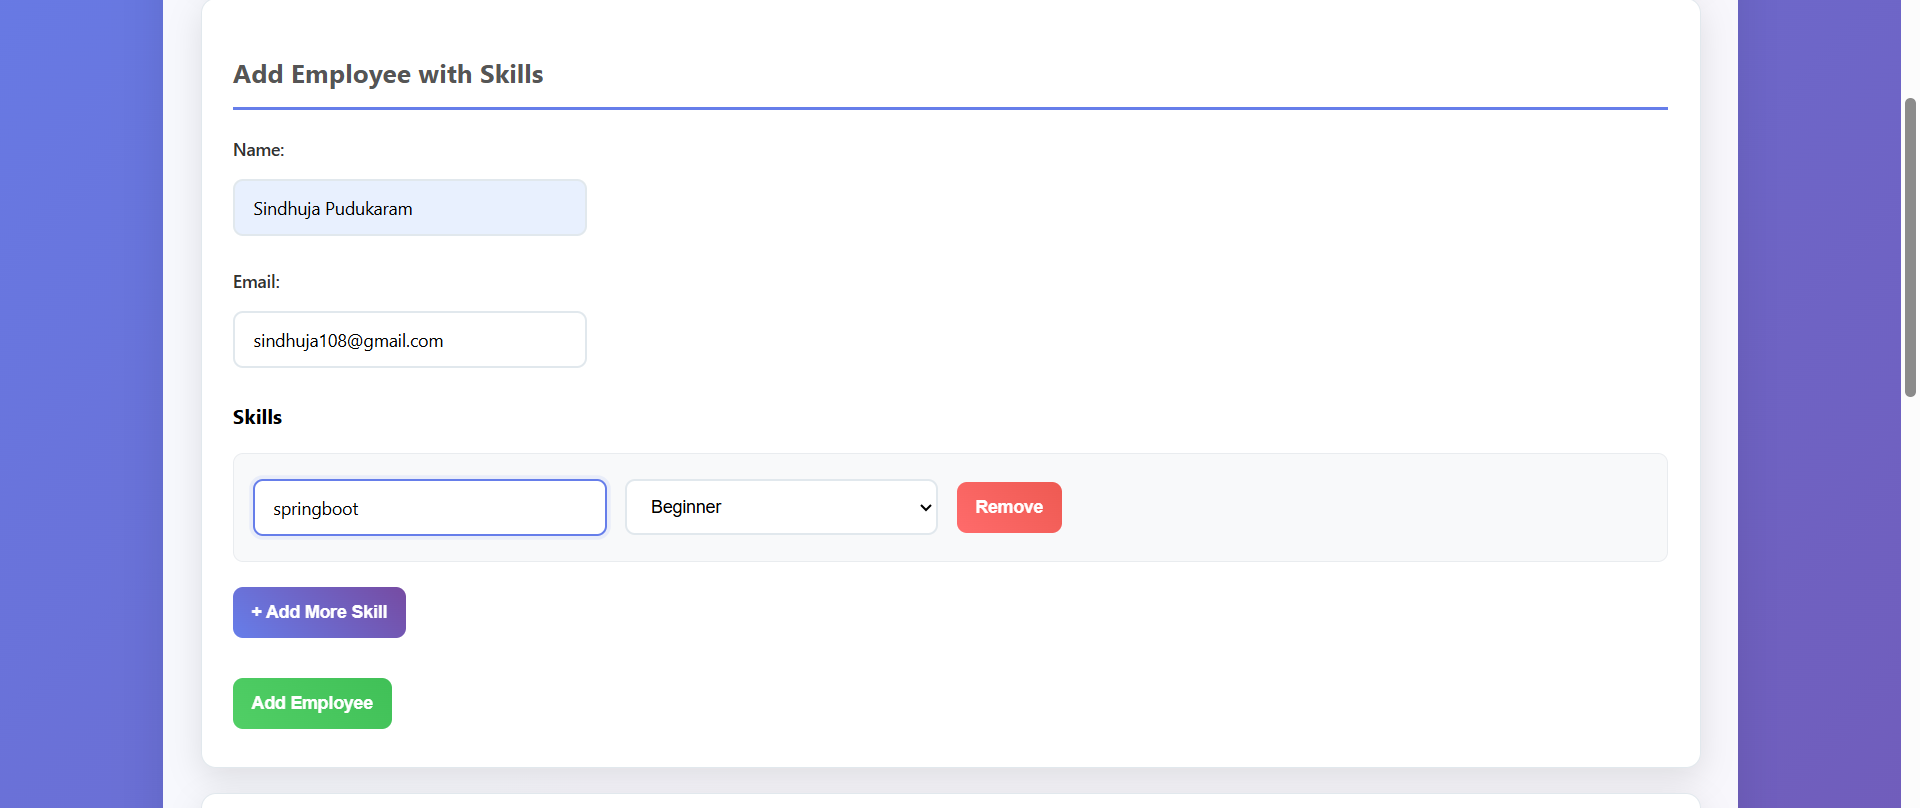 Add Employee with Skills
Name:
Sindhuja Pudukaram
Email:
sindhuja108@gmail.com
Skills
springboot Beginner Remove
+ Add More Skill
Add Employee